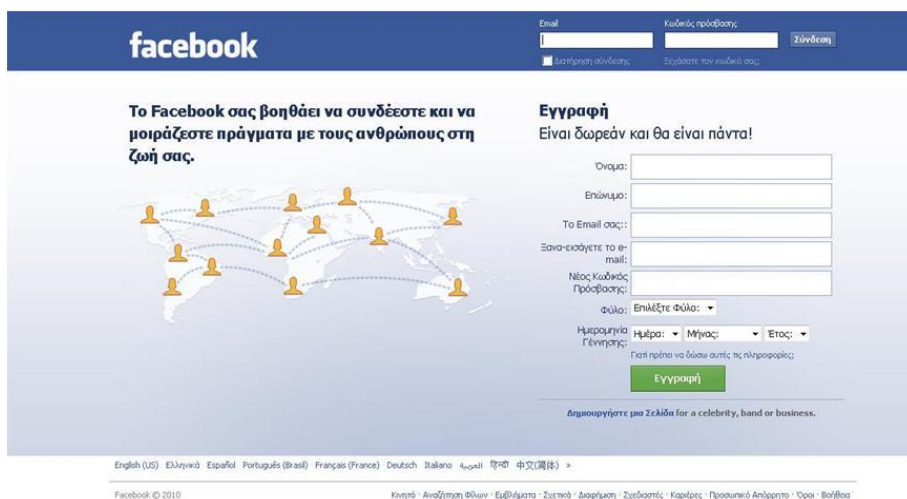 facebook
Email
Κωδικός πρόσβασης
Σύνδεση
Διατήρηση σύνδεσης
Ξεχάσατε τον κωδικό σας;
Το Facebook σας βοηθάει να συνδέεστε και να
μοιράζεστε πράγματα με τους ανθρώπους στη
ζωή σας.
Εγγραφή
Είναι δωρεάν και θα είναι πάντα!
Όνομα:
Επώνυμο:
Το Email σας::
Ξανα-εισάγετε το e-
mail:
Νέος Κωδικός
Πρόσβασης:
Φύλο: Επιλέξτε Φύλο:
Ημερομηνία
Γέννησης:
Ημέρα: Μήνας: Έτος:
Γιατί πρέπει να δώσω αυτές τις πληροφορίες;
Εγγραφή
Δημιουργήστε μια Σελίδα for a celebrity, band or business.
English (US) Ελληνικά Español Português (Brasil) Français (France) Deutsch Italiano العربية हिन्दी 中文(简体) »
Facebook © 2010
Κινητό · Αναζήτηση Φίλων · Εμβλήματα · Σχετικά · Διαφήμιση · Σχεδιαστές · Καριέρες · Προσωπικό Απόρρητο · Όροι · Βοήθεια